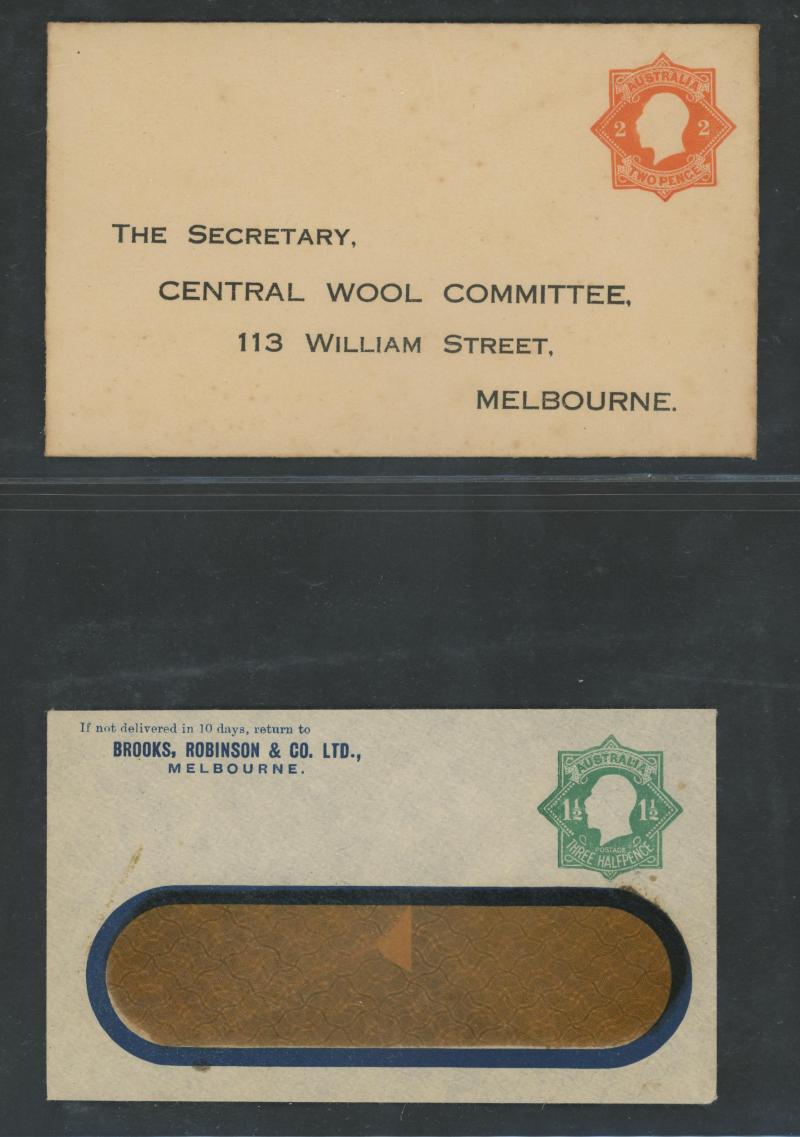 AUSTRALIA
2 2
TWO PENCE
THE SECRETARY,
CENTRAL WOOL COMMITTEE,
113 WILLIAM STREET,
MELBOURNE.
If not delivered in 10 days, return to
BROOKS, ROBINSON & CO. LTD.,
MELBOURNE.
AUSTRALIA
1½ 1½
POSTAGE
THREE HALFPENCE